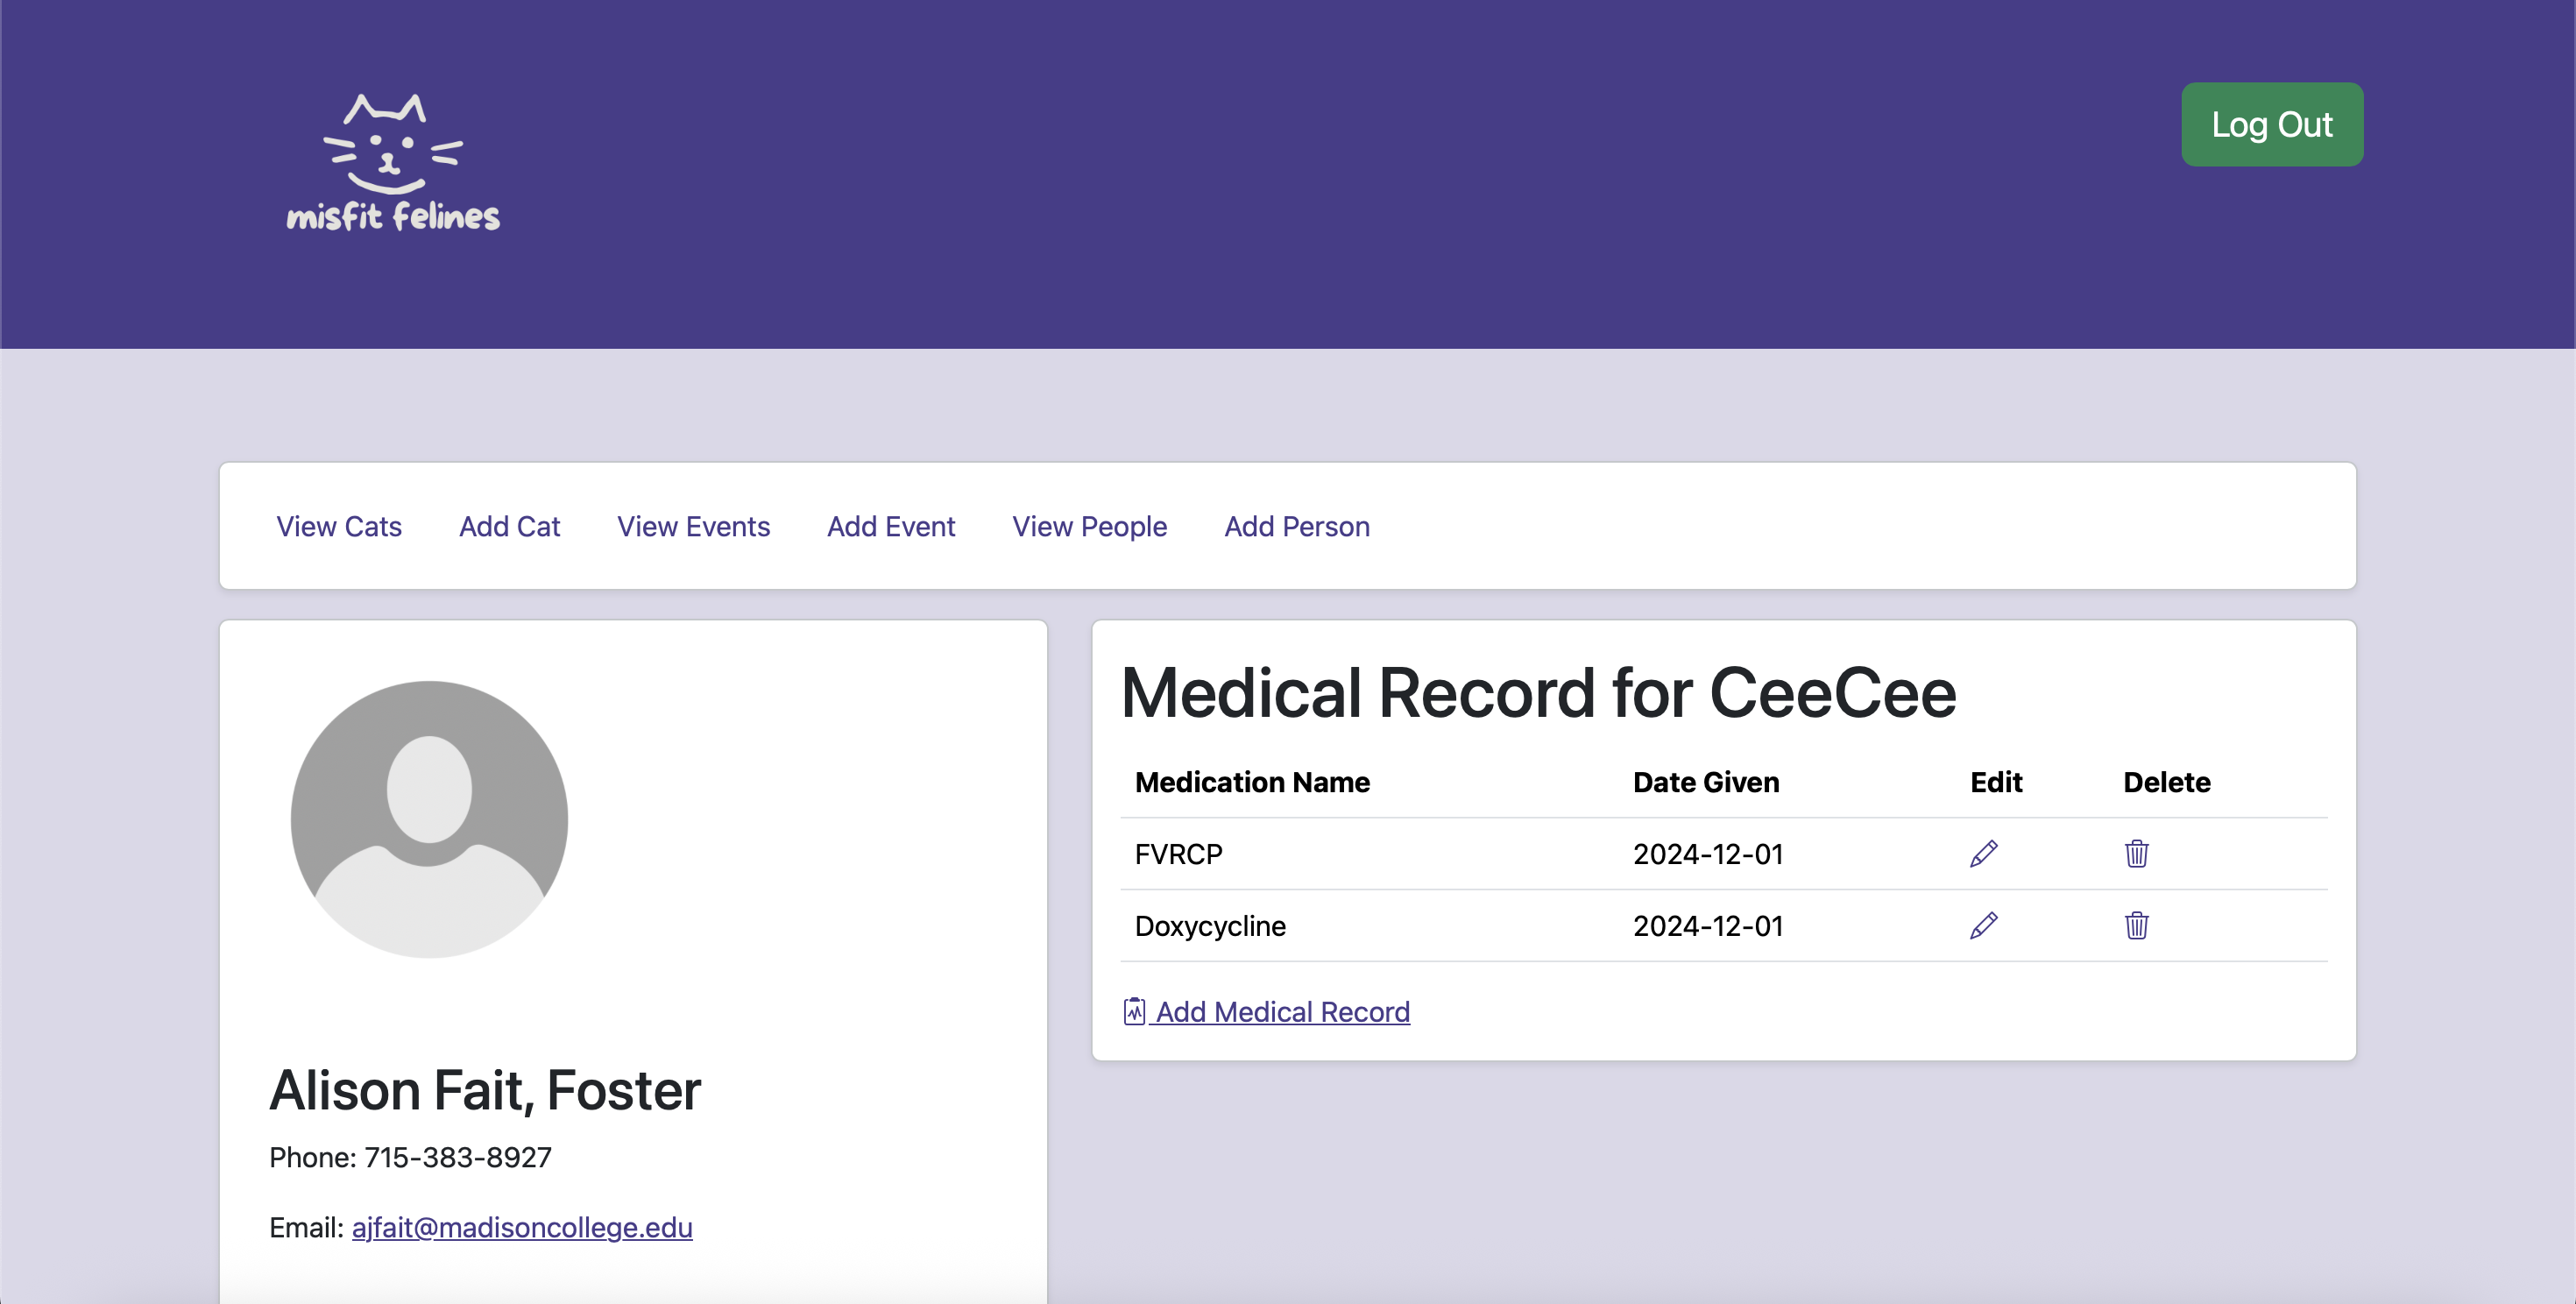 misfit felines
Log Out
View Cats Add Cat View Events Add Event View People Add Person
Alison Fait, Foster
Phone: 715-383-8927
Email: ajfait@madisoncollege.edu
Medical Record for CeeCee
Medication Name Date Given Edit Delete
FVRCP 2024-12-01
Doxycycline 2024-12-01
Add Medical Record